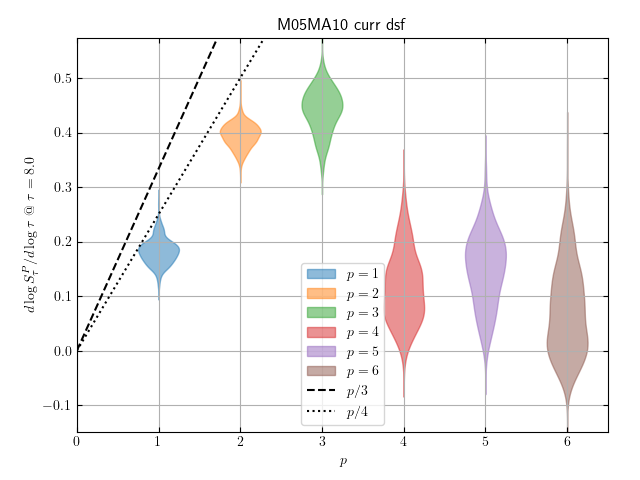 M05MA10 curr dsf
d log S_τ^P / d log τ @ τ = 8.0
0.5
0.4
0.3
0.2
0.1
0.0
−0.1
p = 1
p = 2
p = 3
p = 4
p = 5
p = 6
p/3
p/4
0 1 2 3 4 5 6
p